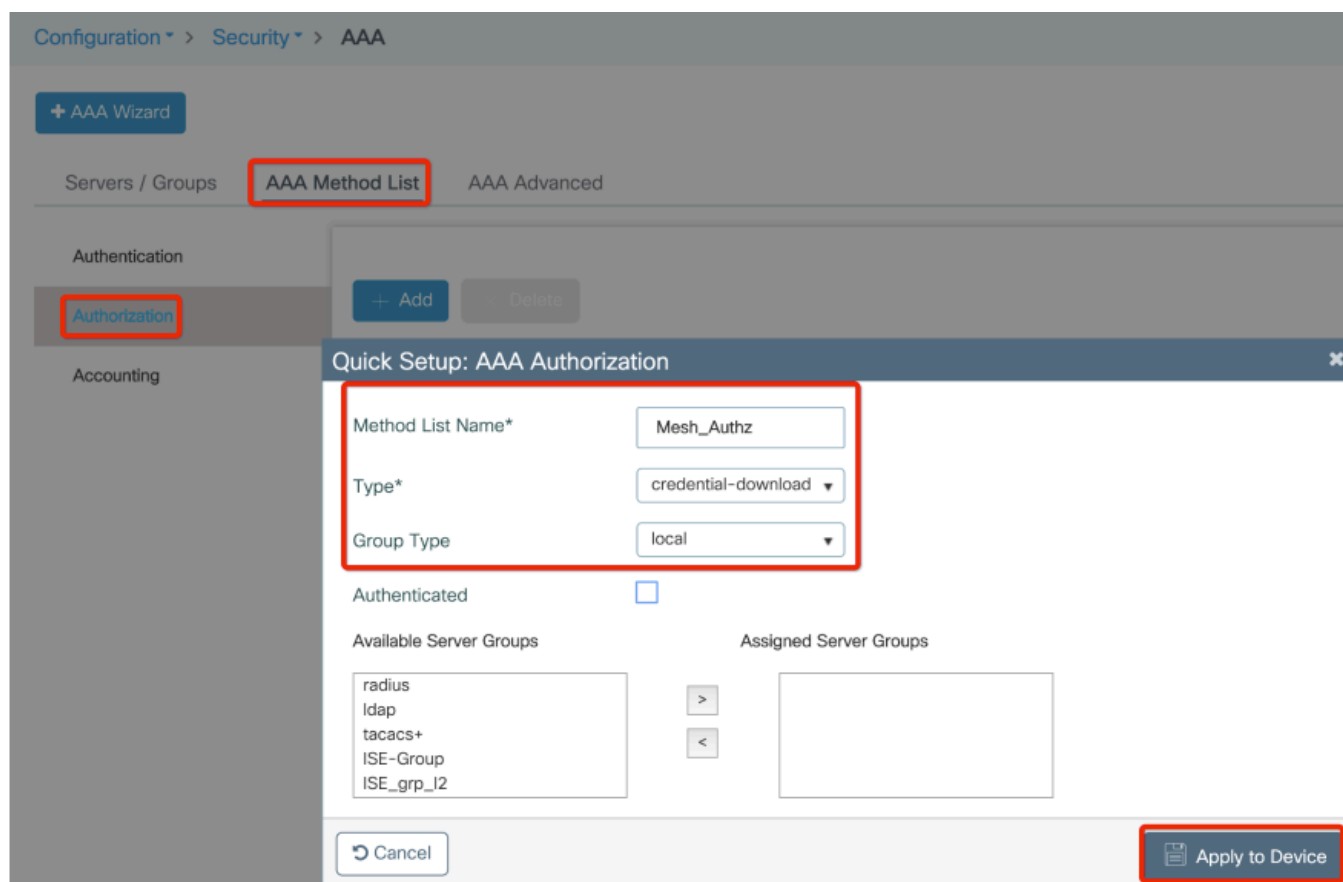 Configuration > Security > AAA
+ AAA Wizard
Servers / Groups AAA Method List AAA Advanced
Authentication
+ Add Delete
Authorization
Accounting
Quick Setup: AAA Authorization
Method List Name* Mesh_Authz
Type* credential-download
Group Type local
Authenticated
Available Server Groups Assigned Server Groups
radius
ldap
tacacs+
ISE-Group
ISE_grp_l2
>
<
Cancel Apply to Device